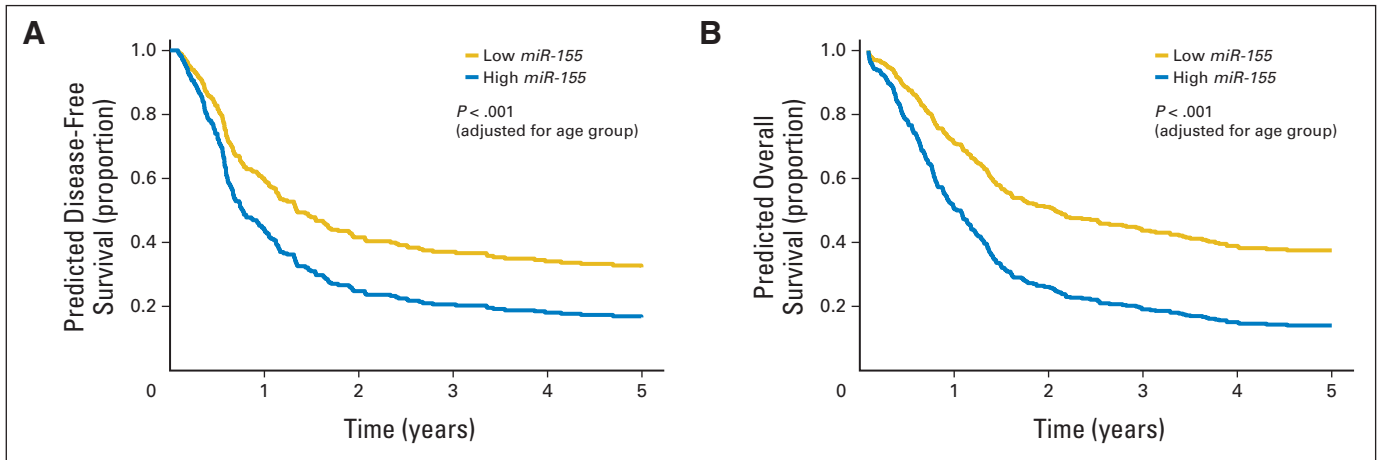 A
Predicted Disease-Free
Survival (proportion)
1.0
0.8
0.6
0.4
0.2
0
1
2
3
4
5
Time (years)
Low miR-155
High miR-155
P < .001
(adjusted for age group)
B
Predicted Overall
Survival (proportion)
1.0
0.8
0.6
0.4
0.2
0
1
2
3
4
5
Time (years)
Low miR-155
High miR-155
P < .001
(adjusted for age group)